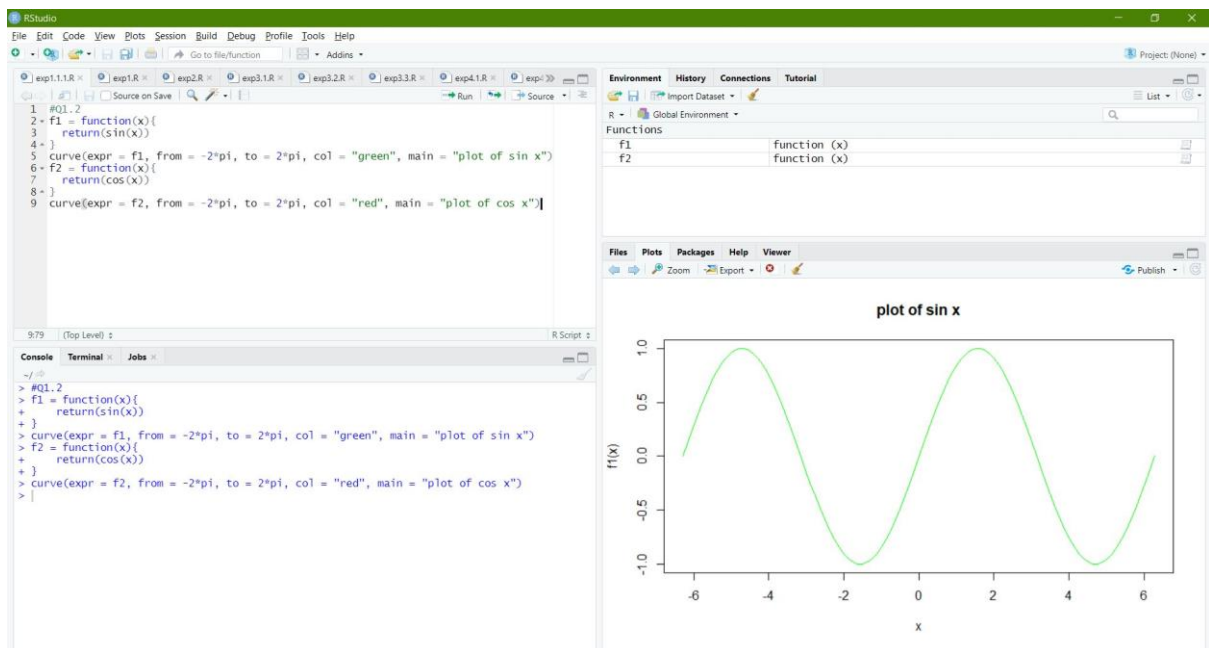 RStudio
File Edit Code View Plots Session Build Debug Profile Tools Help
Go to file/function Addins
Project: (None)
exp1.1.1.R exp1.R exp2.R exp3.1.R exp3.2.R exp3.3.R exp4.1.R
Source on Save Run Source
1 #Q1.2
2 f1 = function(x){
3 return(sin(x))
4 }
5 curve(expr = f1, from = -2*pi, to = 2*pi, col = "green", main = "plot of sin x")
6 f2 = function(x){
7 return(cos(x))
8 }
9 curve(expr = f2, from = -2*pi, to = 2*pi, col = "red", main = "plot of cos x")
9:79 (Top Level) R Script
Console Terminal Jobs
~/
> #Q1.2
> f1 = function(x){
+ return(sin(x))
+ }
> curve(expr = f1, from = -2*pi, to = 2*pi, col = "green", main = "plot of sin x")
> f2 = function(x){
+ return(cos(x))
+ }
> curve(expr = f2, from = -2*pi, to = 2*pi, col = "red", main = "plot of cos x")
>
Environment History Connections Tutorial
Import Dataset List
R Global Environment
Functions
f1 function (x)
f2 function (x)
Files Plots Packages Help Viewer
Zoom Export Publish
plot of sin x
1.0
0.5
0.0
-0.5
-1.0
f1(x)
-6 -4 -2 0 2 4 6
x